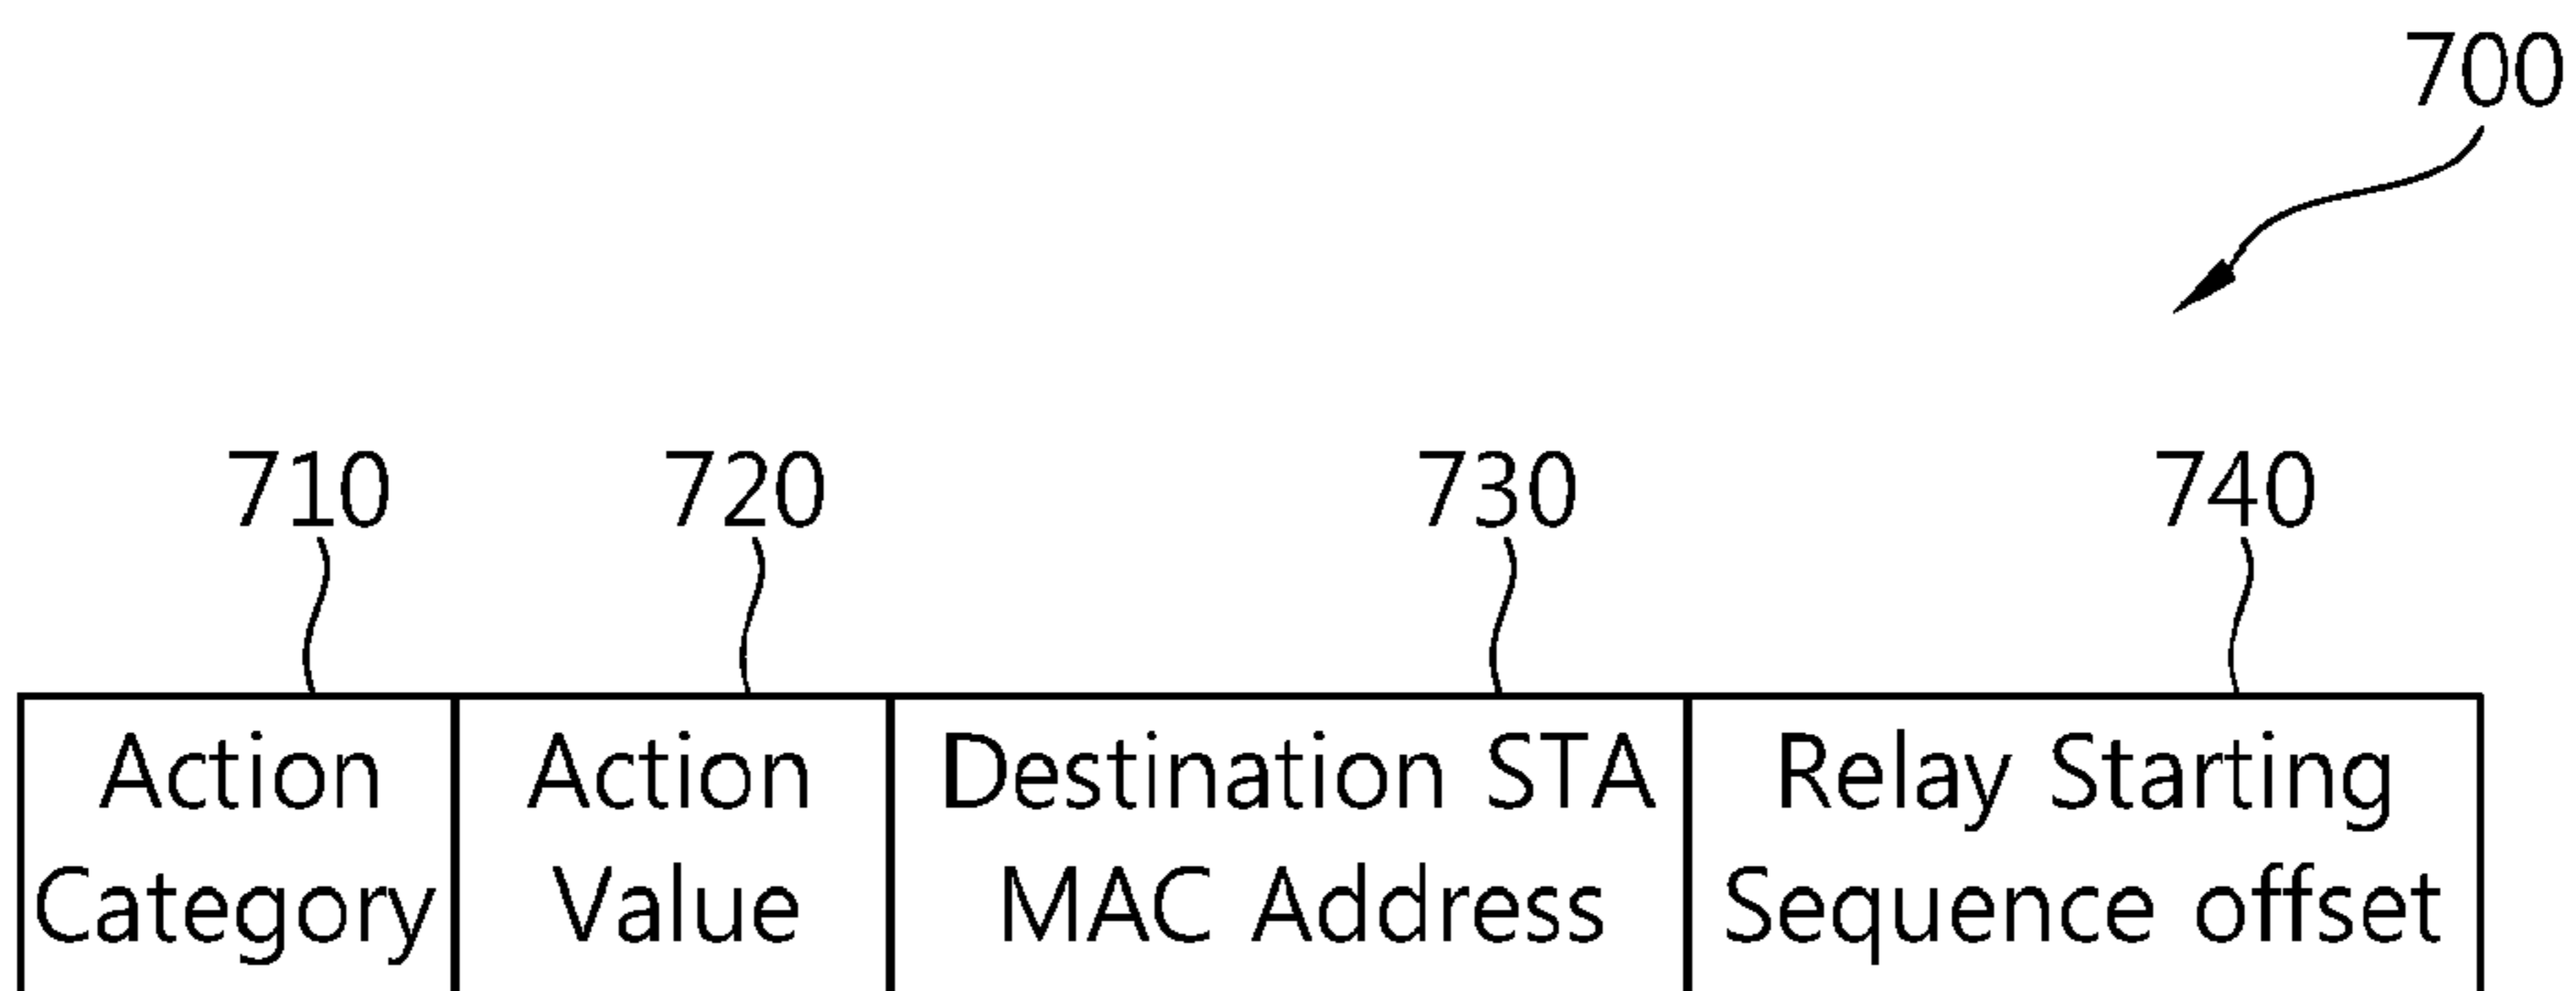 700
710 720 730 740
Action Category
Action Value
Destination STA MAC Address
Relay Starting Sequence offset